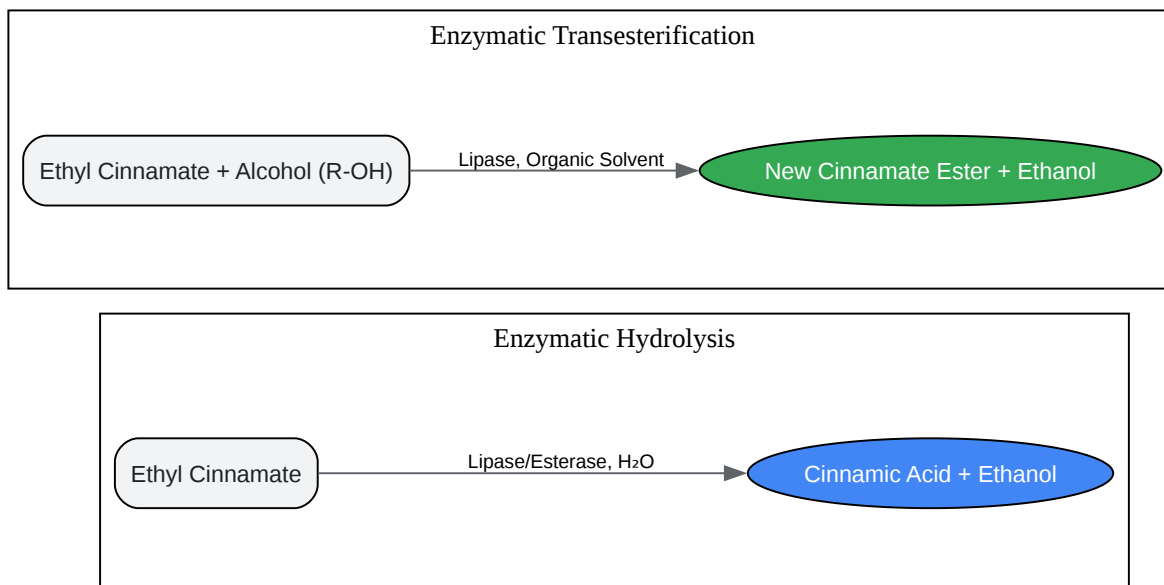 Enzymatic Transesterification
Ethyl Cinnamate + Alcohol (R-OH)
Lipase, Organic Solvent
New Cinnamate Ester + Ethanol
Enzymatic Hydrolysis
Ethyl Cinnamate
Lipase/Esterase, H₂O
Cinnamic Acid + Ethanol